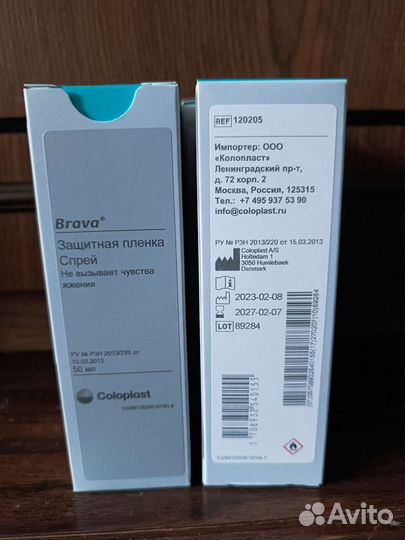 Brava®
Защитная пленка
Спрей
Не вызывает чувства
жжения
РУ № РЗН 2013/220 от
15.03.2013
50 мл
Coloplast
REF 120205
Импортер: ООО
«Колопласт»
Ленинградский пр-т,
д. 72 корп. 2
Москва, Россия, 125315
Тел.: +7 495 937 53 90
info@coloplast.ru
РУ № РЗН 2013/220 от 15.03.2013
Coloplast A/S
Holtedam 1
3050 Humlebaek
Denmark
2023-02-08
2027-02-07
LOT 89284
5 708932 540155
Avito